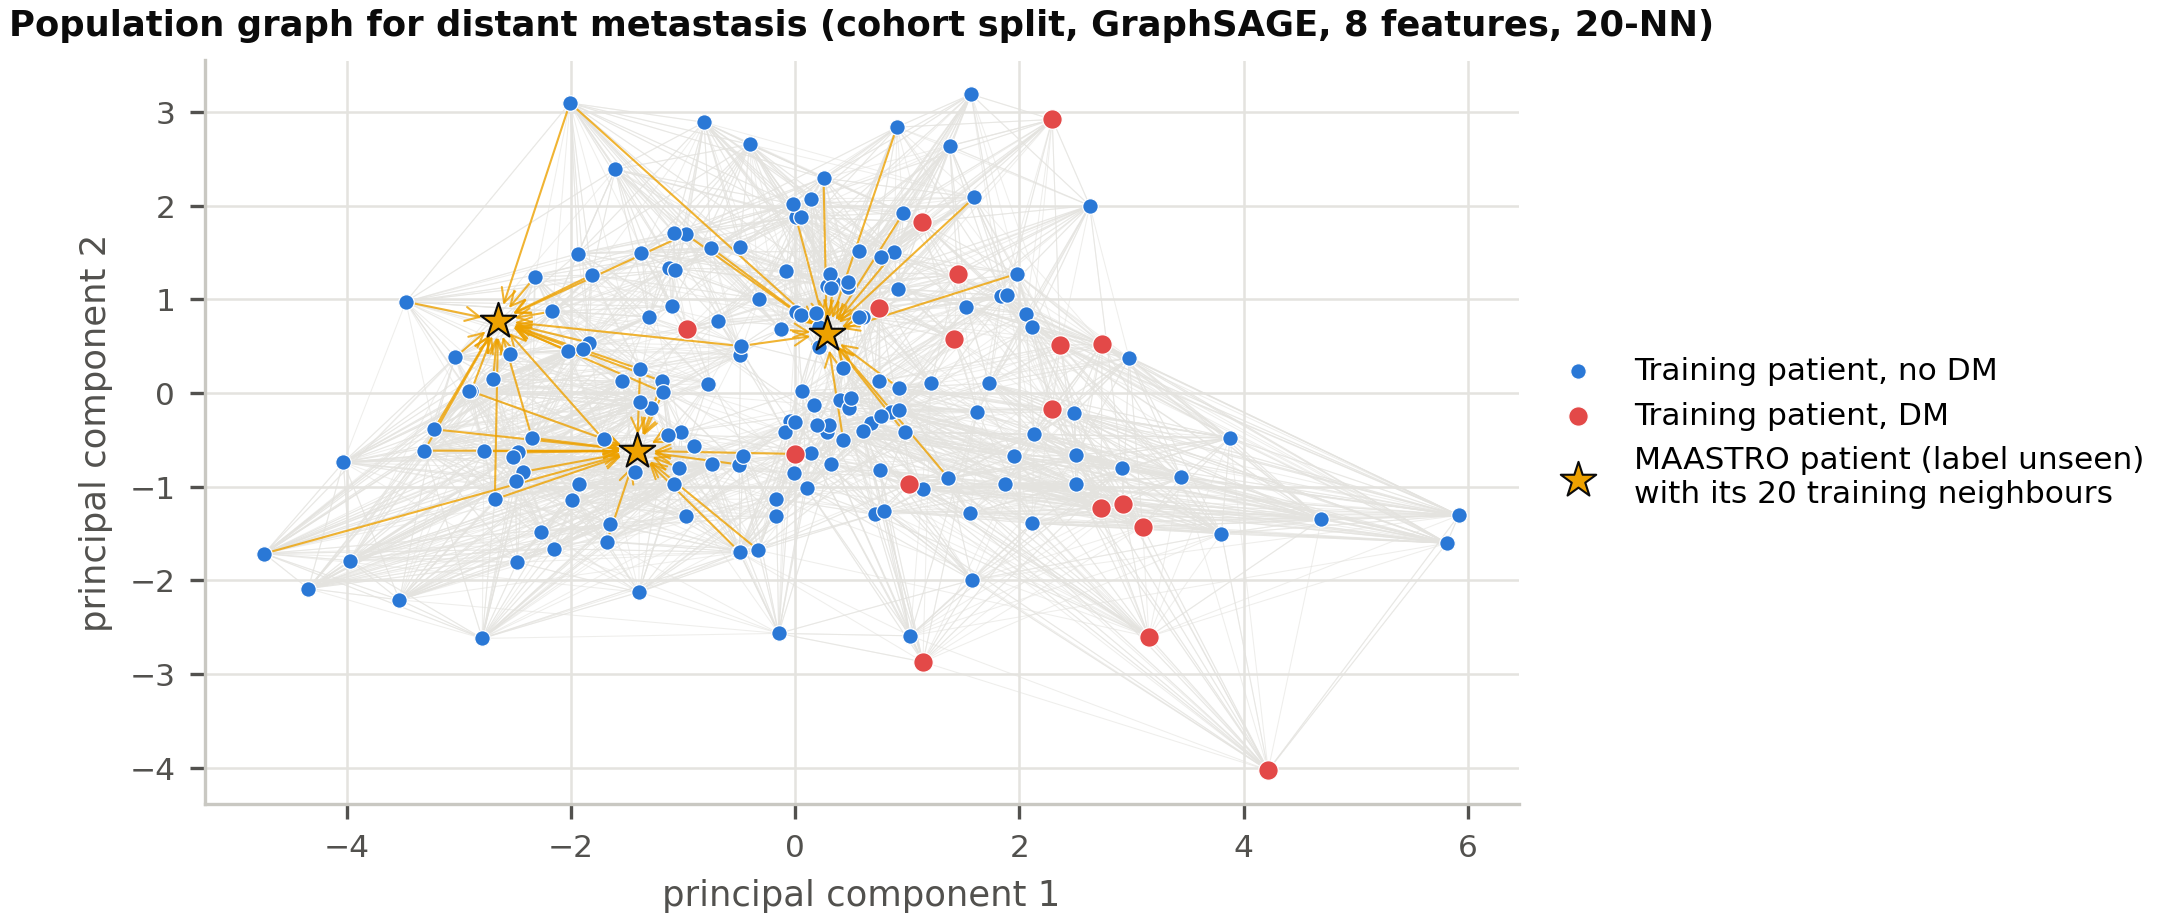 Population graph for distant metastasis (cohort split, GraphSAGE, 8 features, 20-NN)
3
2
1
0
−1
−2
−3
−4
principal component 2
−4
−2
0
2
4
6
principal component 1
Training patient, no DM
Training patient, DM
MAASTRO patient (label unseen)
with its 20 training neighbours